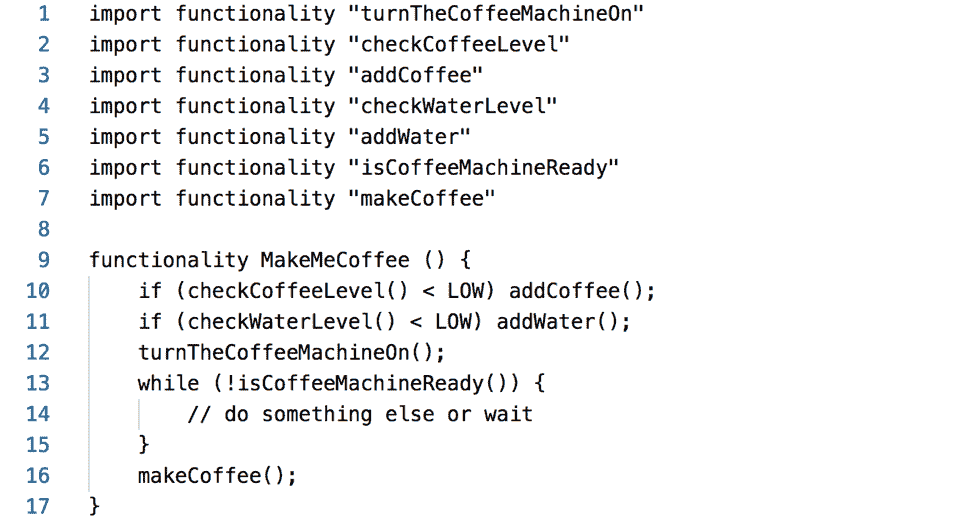 1 import functionality "turnTheCoffeeMachineOn"
2 import functionality "checkCoffeeLevel"
3 import functionality "addCoffee"
4 import functionality "checkWaterLevel"
5 import functionality "addWater"
6 import functionality "isCoffeeMachineReady"
7 import functionality "makeCoffee"
8
9 functionality MakeMeCoffee () {
10     if (checkCoffeeLevel() < LOW) addCoffee();
11     if (checkWaterLevel() < LOW) addWater();
12     turnTheCoffeeMachineOn();
13     while (!isCoffeeMachineReady()) {
14         // do something else or wait
15     }
16     makeCoffee();
17 }